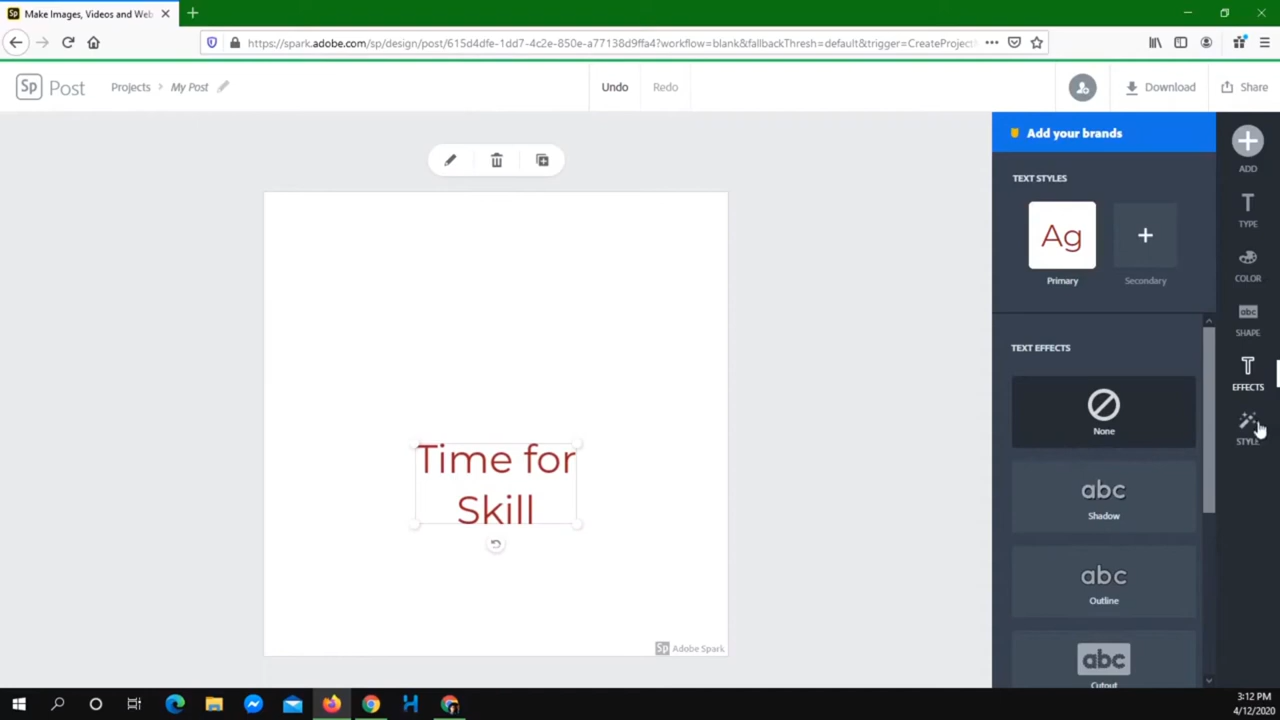 Sp Make Images, Videos and Web
https://spark.adobe.com/sp/design/post/615d4dfe-1dd7-4c2e-850e-a77138d9ffa4?workflow=blank&fallbackThresh=default&trigger=CreateProject
Sp Post Projects > My Post Undo Redo Download Share
Add your brands
ADD
TEXT STYLES
Ag
Primary
Secondary
TYPE
COLOR
abc
SHAPE
TEXT EFFECTS
None
T
EFFECTS
STYLE
abc
Shadow
abc
Outline
abc
Cutout
Time for
Skill
Sp Adobe Spark
3:12 PM
4/12/2020